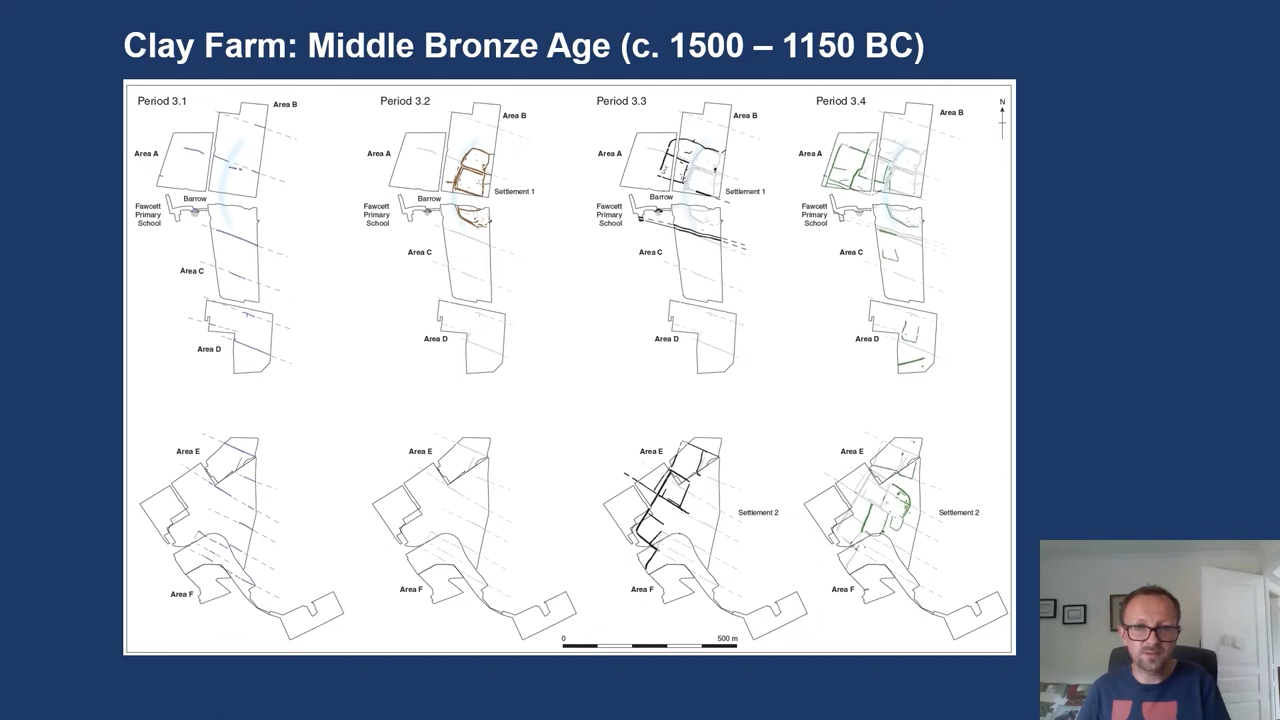 Clay Farm: Middle Bronze Age (c. 1500 – 1150 BC)
Period 3.1
Area B
Area A
Barrow
Fawcett
Primary
School
Area C
Area D
Area E
Area F
Period 3.2
Area B
Area A
Settlement 1
Barrow
Fawcett
Primary
School
Area C
Area D
Area E
Area F
Period 3.3
Area B
Area A
Settlement 1
Barrow
Fawcett
Primary
School
Area C
Area D
Area E
Settlement 2
Area F
Period 3.4
Area B
Area A
Fawcett
Primary
School
Area C
Area D
Area E
Settlement 2
Area F
N
0
500 m